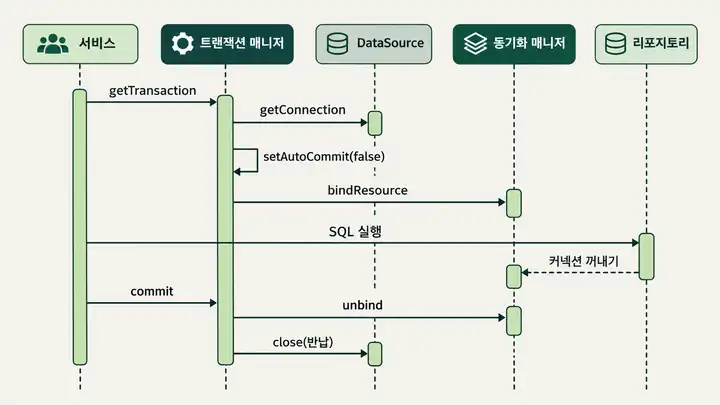 서비스
트랜잭션 매니저
DataSource
동기화 매니저
리포지토리
getTransaction
getConnection
setAutoCommit(false)
bindResource
SQL 실행
커넥션 꺼내기
commit
unbind
close(반납)